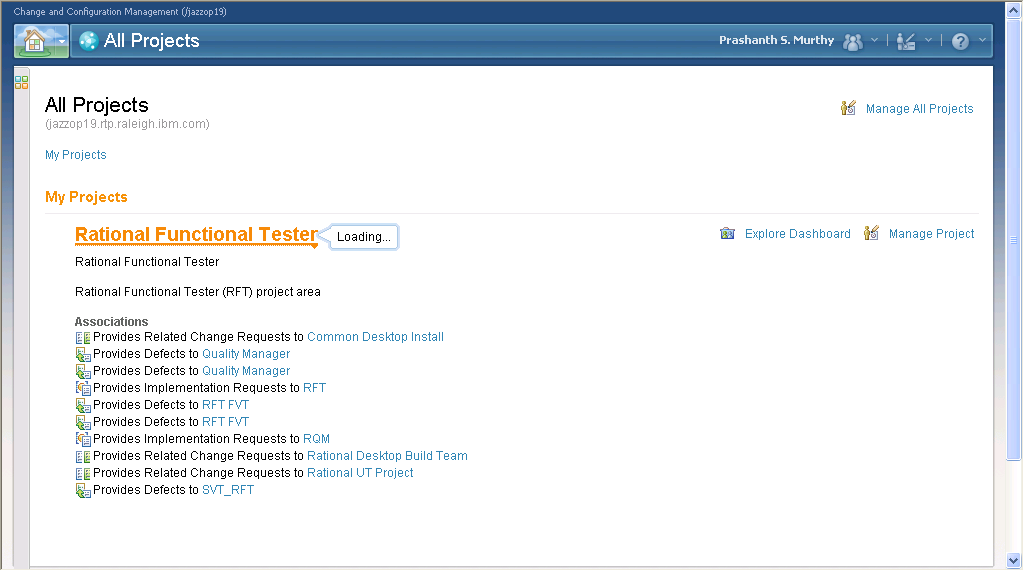 Change and Configuration Management (/jazzop19)
All Projects
Prashanth S. Murthy
All Projects
Manage All Projects
(jazzop19.rtp.raleigh.ibm.com)
My Projects
My Projects
Rational Functional Tester
Loading...
Explore Dashboard
Manage Project
Rational Functional Tester
Rational Functional Tester (RFT) project area
Associations
Provides Related Change Requests to Common Desktop Install
Provides Defects to Quality Manager
Provides Defects to Quality Manager
Provides Implementation Requests to RFT
Provides Defects to RFT FVT
Provides Defects to RFT FVT
Provides Implementation Requests to RQM
Provides Related Change Requests to Rational Desktop Build Team
Provides Related Change Requests to Rational UT Project
Provides Defects to SVT_RFT